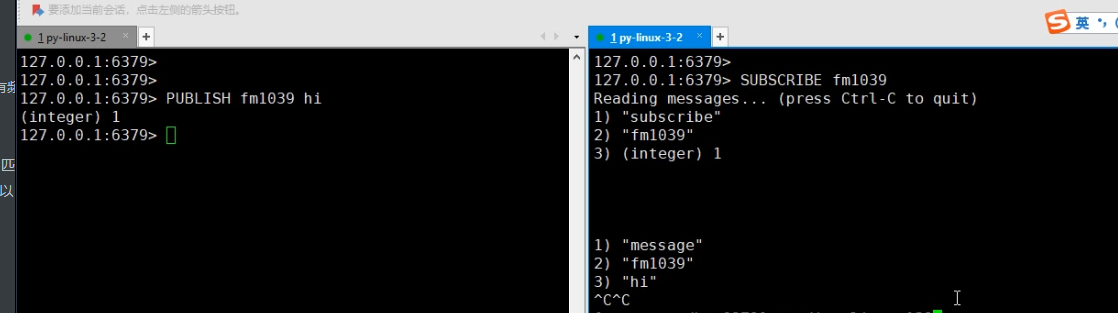 要添加当前会话，点击左侧的箭头按钮。
1 py-linux-3-2 × +
127.0.0.1:6379>
127.0.0.1:6379>
127.0.0.1:6379> PUBLISH fm1039 hi
(integer) 1
127.0.0.1:6379>
匹
以
1 py-linux-3-2 × +
127.0.0.1:6379>
127.0.0.1:6379> SUBSCRIBE fm1039
Reading messages... (press Ctrl-C to quit)
1) "subscribe"
2) "fm1039"
3) (integer) 1
1) "message"
2) "fm1039"
3) "hi"
^C^C
S 英